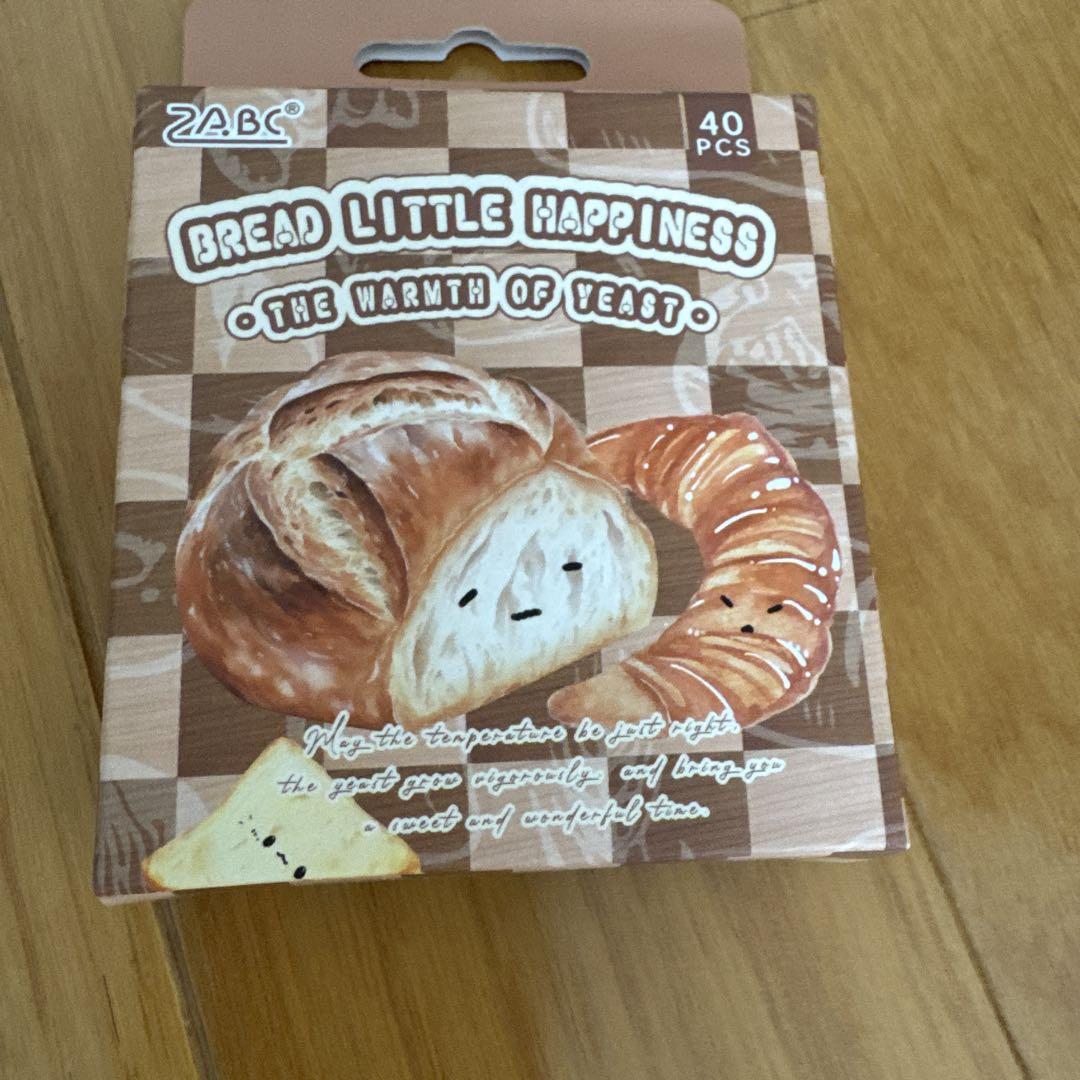 ZABC®
40
PCS
BREAD LITTLE HAPPINESS
• THE WARMTH OF YEAST •
May the temperature be just right.
the yeast grow vigorously. and bring you
a sweet and wonderful time.